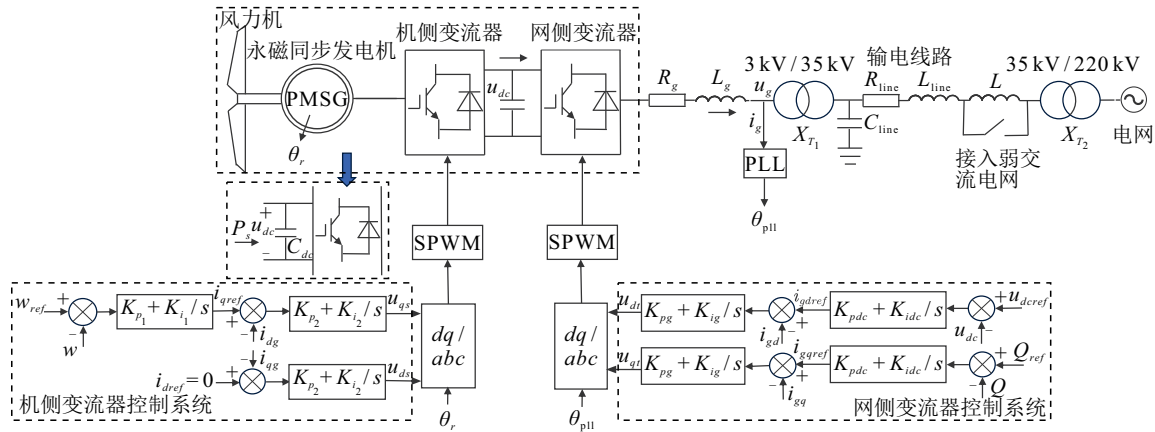 风力机
永磁同步发电机
机侧变流器
网侧变流器
PMSG
θr
udc
Rg
Lg
ug
ig
3 kV/35 kV
XT1
PLL
θpll
输电线路
Rline
Lline
Cline
L
接入弱交
流电网
35 kV/220 kV
XT2
电网
Ps
+
udc
−
Cdc
SPWM
SPWM
wref
+
−
w
Kp1+Ki1/s
iqref
+
−
idg
Kp2+Ki2/s
uqs
idref=0
+
−
iqg
Kp2+Ki2/s
uds
dq/
abc
θr
机侧变流器控制系统
dq/
abc
θpll
udt
Kpg+Kig/s
igd
−
+
igdref
Kpdc+Kidc/s
udc
−
+udcref
uqt
Kpg+Kig/s
−
igq
+
igqref
Kpdc+Kidc/s
+
Qref
−
Q
网侧变流器控制系统